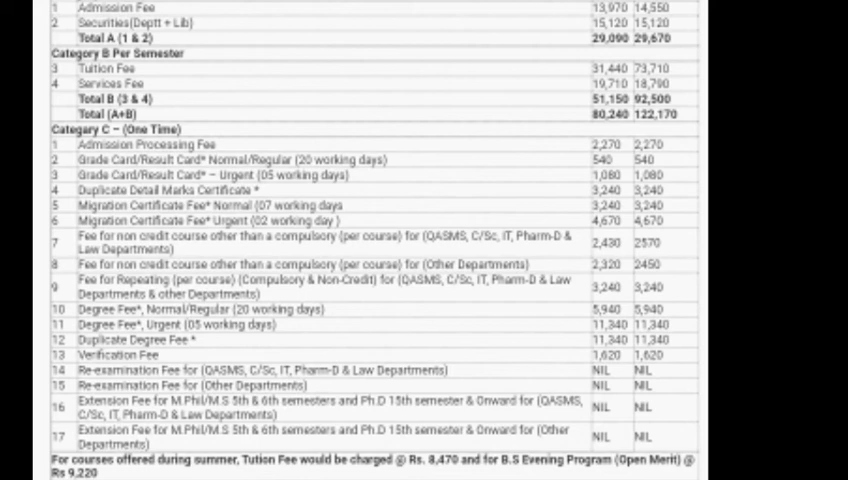 1 Admission Fee 13,970 14,550
2 Securities(Deptt + Lib) 15,120 15,120
Total A (1 & 2) 29,090 29,670
Category B Per Semester
3 Tuition Fee 31,440 73,710
4 Services Fee 19,710 18,790
Total B (3 & 4) 51,150 92,500
Total (A+B) 80,240 122,170
Categary C – (One Time)
1 Admission Processing Fee 2,270 2,270
2 Grade Card/Result Card* Normal/Regular (20 working days) 540 540
3 Grade Card/Result Card* – Urgent (05 working days) 1,080 1,080
4 Duplicate Detail Marks Certificate * 3,240 3,240
5 Migration Certificate Fee* Normal (07 working days 3,240 3,240
6 Migration Certificate Fee* Urgent (02 working day ) 4,670 4,670
7 Fee for non credit course other than a compulsory (per course) for (QASMS, C/Sc, IT, Pharm-D &
Law Departments) 2,430 2570
8 Fee for non credit course other than a compulsory (per course) for (Other Departments) 2,320 2450
9 Fee for Repeating (per course) (Compulsory & Non-Credit) for (QASMS, C/Sc, IT, Pharm-D & Law
Departments & other Departments) 3,240 3,240
10 Degree Fee*, Normal/Regular (20 working days) 5,940 5,940
11 Degree Fee*, Urgent (05 working days) 11,340 11,340
12 Duplicate Degree Fee * 11,340 11,340
13 Verification Fee 1,620 1,620
14 Re-examination Fee for (QASMS, C/Sc, IT, Pharm-D & Law Departments) NIL NIL
15 Re-examination Fee for (Other Departments) NIL NIL
16 Extension Fee for M.Phil/M.S 5th & 6th semesters and Ph.D 15th semester & Onward for (QASMS,
C/Sc, IT, Pharm-D & Law Departments) NIL NIL
17 Extension Fee for M.Phil/M.S 5th & 6th semesters and Ph.D 15th semester & Onward for (Other
Departments) NIL NIL
For courses offered during summer, Tution Fee would be charged @ Rs. 8,470 and for B.S Evening Program (Open Merit) @
Rs 9,220